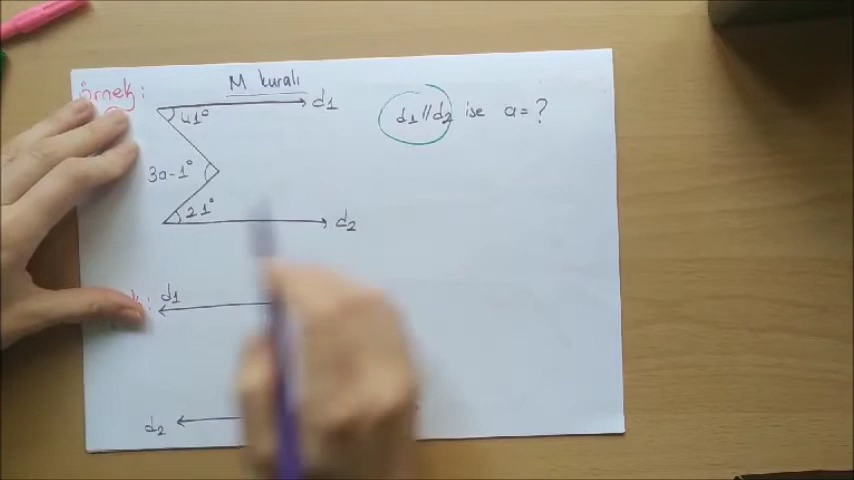 örnek:
M kuralı
d1
d1//d2 ise a=?
41°
3a-1°
21°
d2
d1
d2